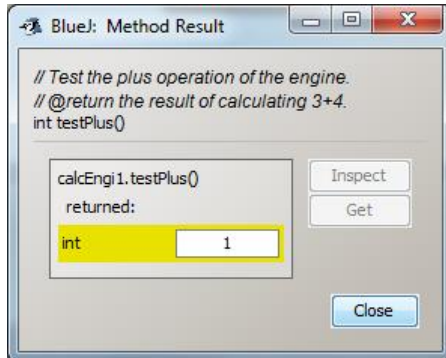 BlueJ: Method Result
// Test the plus operation of the engine.
// @return the result of calculating 3+4.
int testPlus()
calcEngi1.testPlus()
returned:
int 1
Inspect
Get
Close